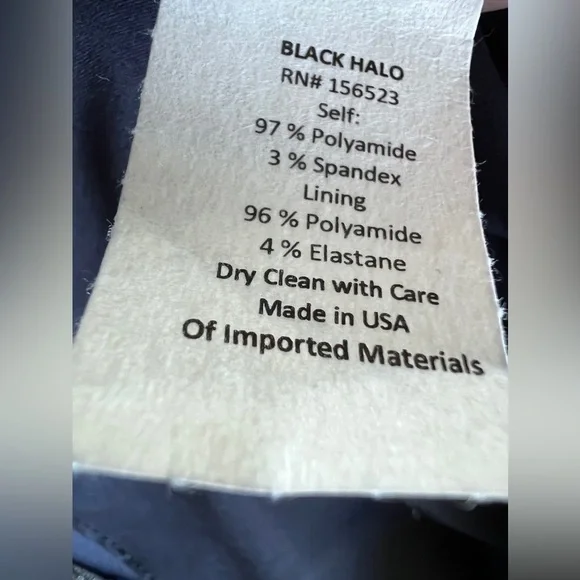 BLACK HALO
RN# 156523
Self:
97 % Polyamide
3 % Spandex
Lining
96 % Polyamide
4 % Elastane
Dry Clean with Care
Made in USA
Of Imported Materials